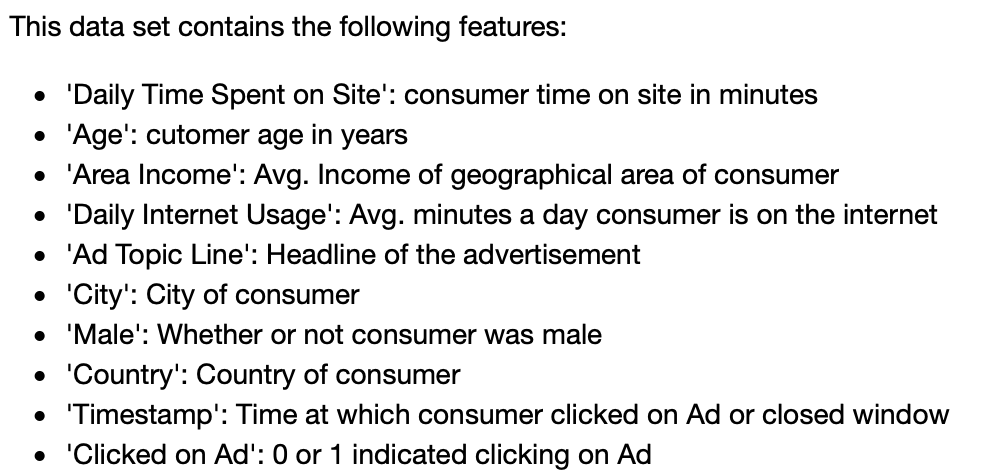 This data set contains the following features:
• 'Daily Time Spent on Site': consumer time on site in minutes
• 'Age': cutomer age in years
• 'Area Income': Avg. Income of geographical area of consumer
• 'Daily Internet Usage': Avg. minutes a day consumer is on the internet
• 'Ad Topic Line': Headline of the advertisement
• 'City': City of consumer
• 'Male': Whether or not consumer was male
• 'Country': Country of consumer
• 'Timestamp': Time at which consumer clicked on Ad or closed window
• 'Clicked on Ad': 0 or 1 indicated clicking on Ad